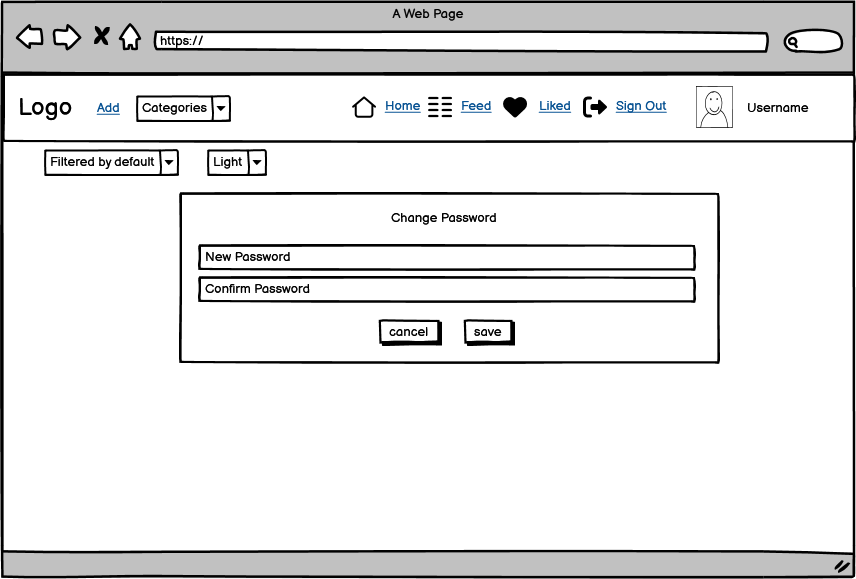 A Web Page
https://
Logo Add Categories Home Feed Liked Sign Out Username
Filtered by default Light
Change Password
New Password
Confirm Password
cancel save